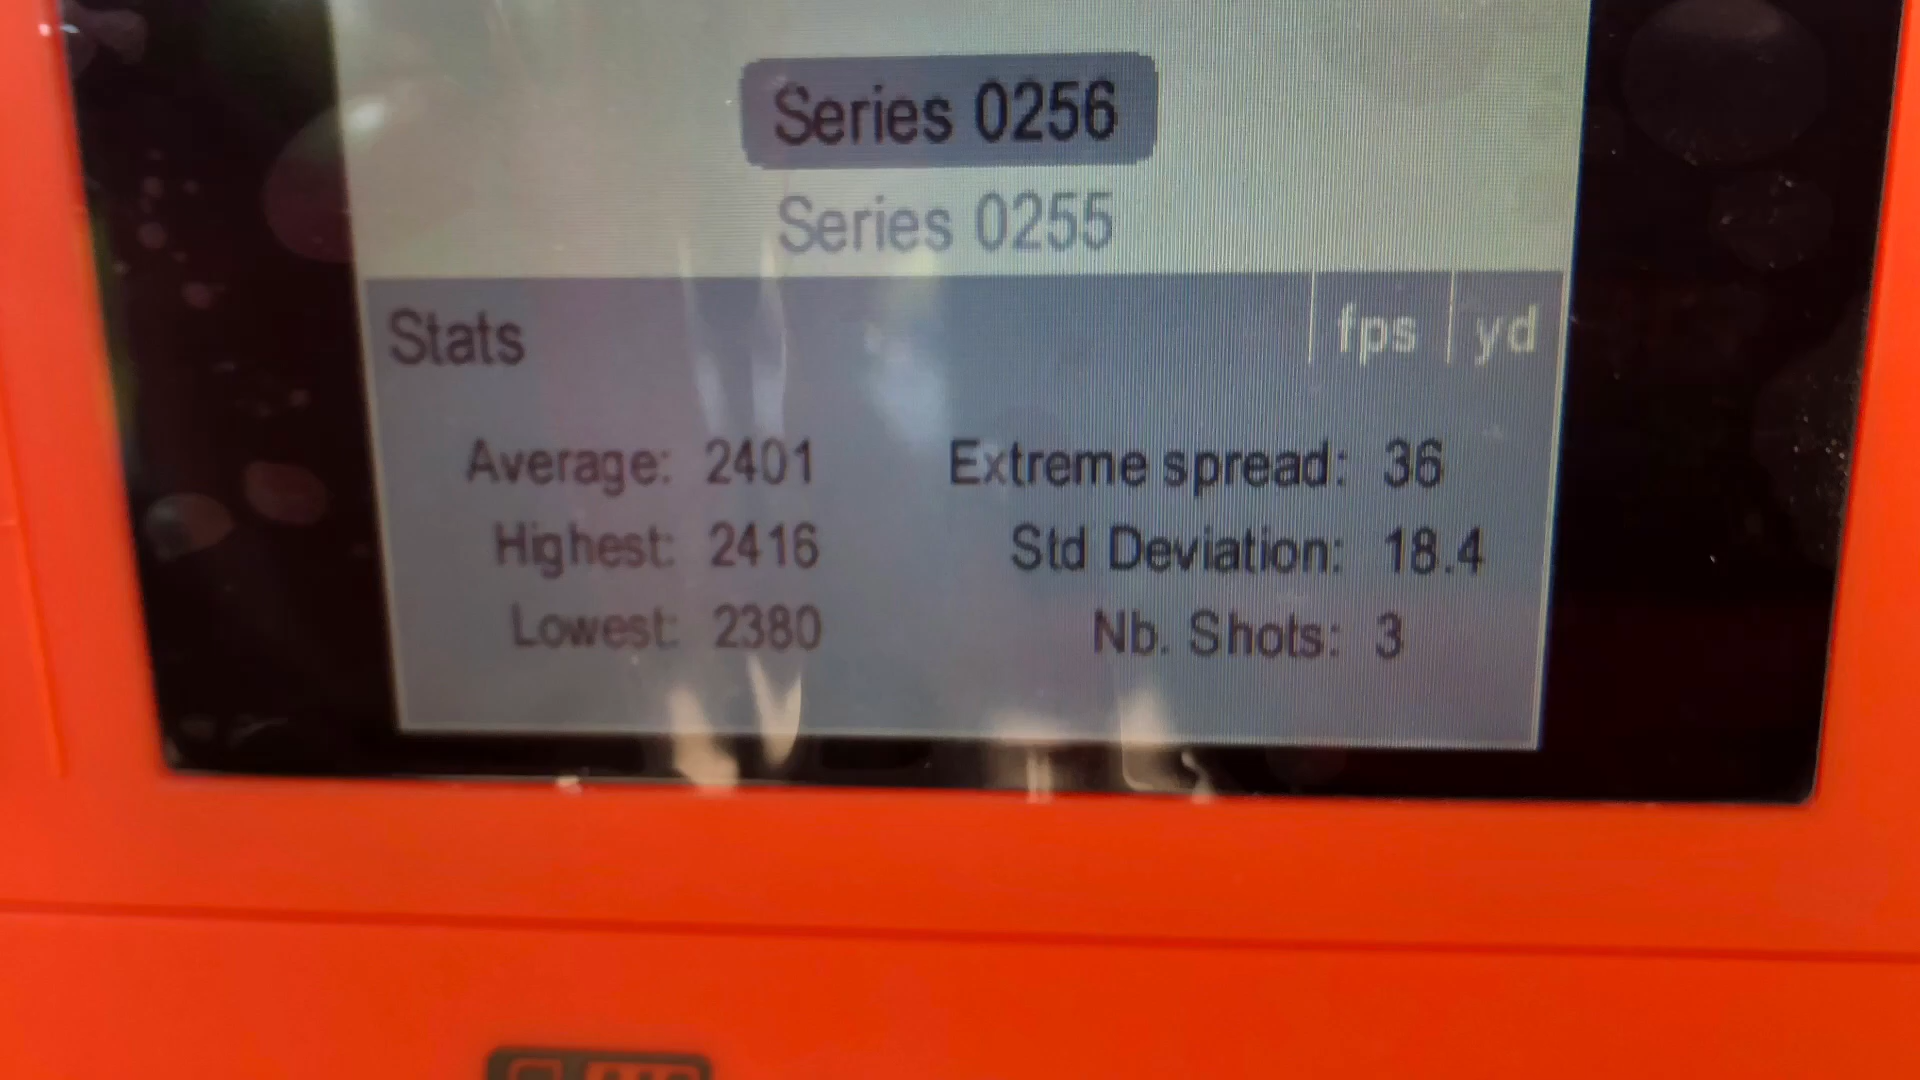 Series 0256
Series 0255
Stats fps yd
Average: 2401 Extreme spread: 36
Highest: 2416 Std Deviation: 18.4
Lowest: 2380 Nb. Shots: 3